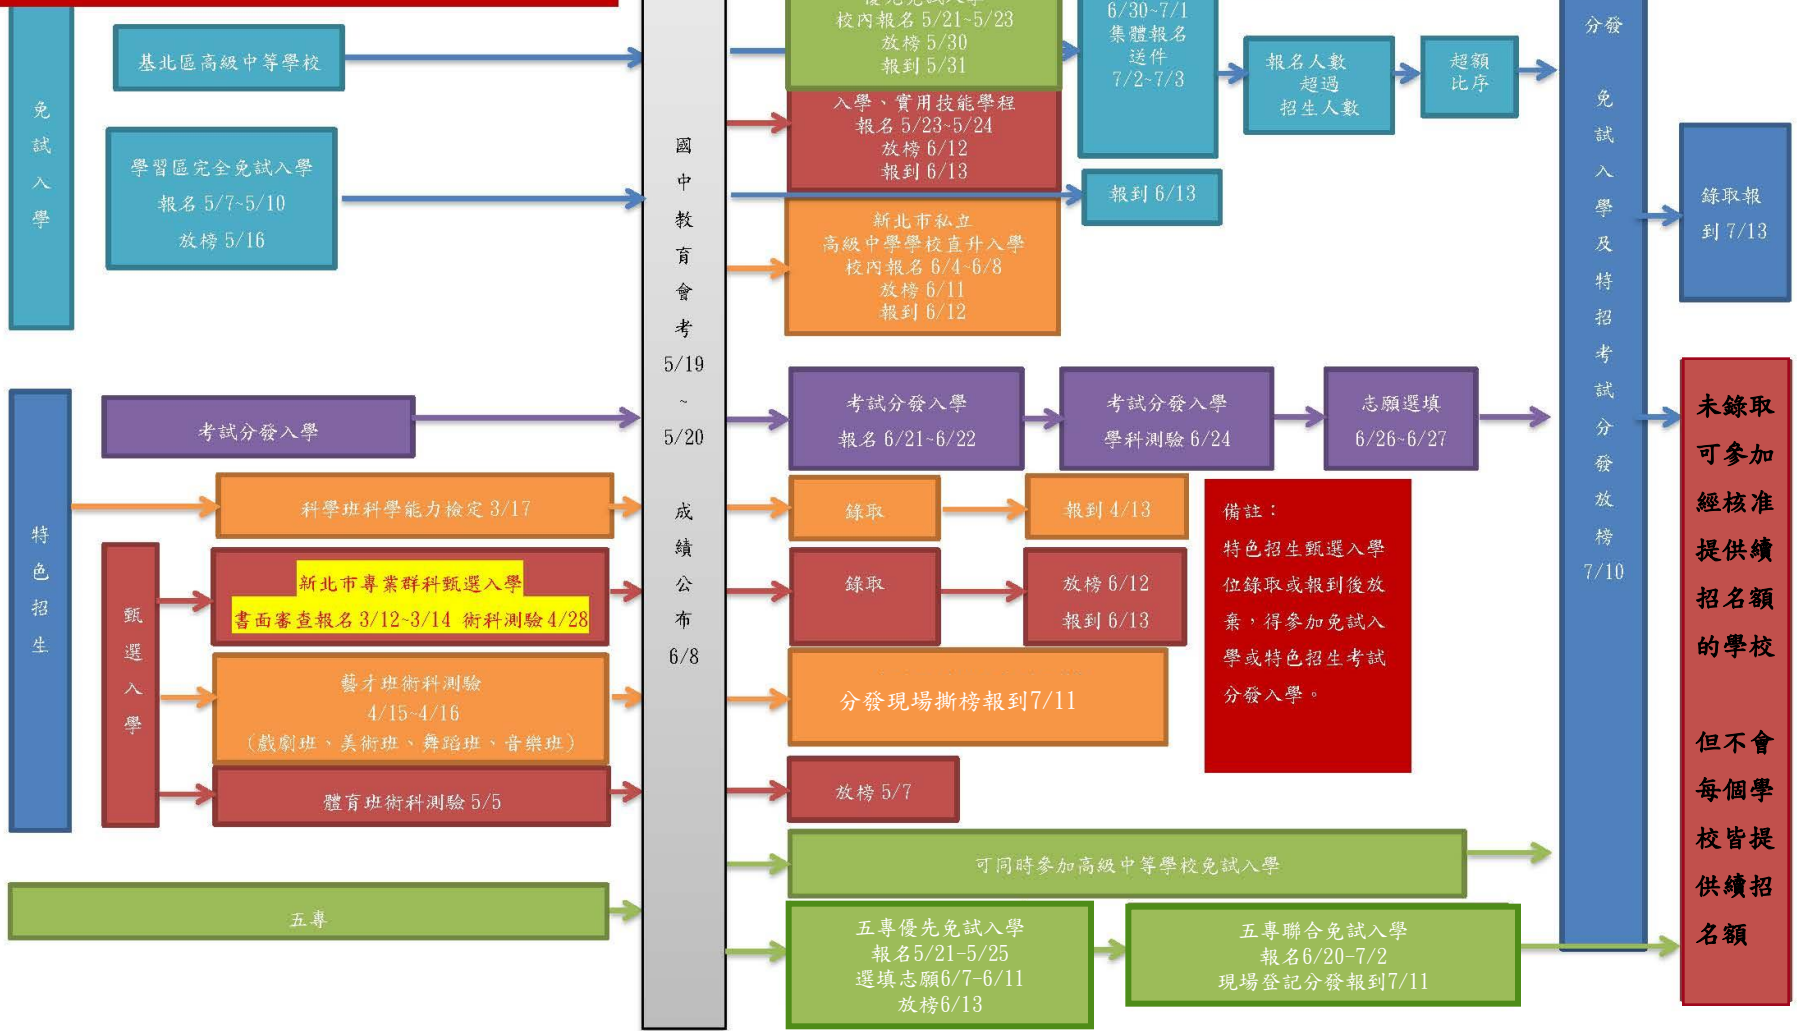 免
試
入
學
基北區高級中等學校
學習區完全免試入學
報名 5/7~5/10
放榜 5/16
國
中
教
育
會
考
5/19
~
5/20
成
績
公
布
6/8
校內報名 5/21~5/23
放榜 5/30
報到 5/31
入學、實用技能學程
報名 5/23~5/24
放榜 6/12
報到 6/13
新北市私立
高級中學學校直升入學
校內報名 6/4~6/8
放榜 6/11
報到 6/12
6/30~7/1
集體報名
送件
7/2~7/3
報到 6/13
報名人數
超過
招生人數
超額
比序
分發
免
試
入
學
及
特
招
考
試
分
發
放
榜
7/10
錄取報
到 7/13
特
色
招
生
考試分發入學
考試分發入學
報名 6/21~6/22
考試分發入學
學科測驗 6/24
志願選填
6/26~6/27
科學班科學能力檢定 3/17
錄取
報到 4/13
甄
選
入
學
新北市專業群科甄選入學
書面審查報名 3/12~3/14 術科測驗 4/28
錄取
放榜 6/12
報到 6/13
藝才班術科測驗
4/15~4/16
（戲劇班、美術班、舞蹈班、音樂班）
分發現場撕榜報到7/11
體育班術科測驗 5/5
放榜 5/7
備註：
特色招生甄選入學
位錄取或報到後放
棄，得參加免試入
學或特色招生考試
分發入學。
未錄取
可參加
經核准
提供續
招名額
的學校
但不會
每個學
校皆提
供續招
名額
五專
可同時參加高級中等學校免試入學
五專優先免試入學
報名5/21-5/25
選填志願6/7-6/11
放榜6/13
五專聯合免試入學
報名6/20-7/2
現場登記分發報到7/11